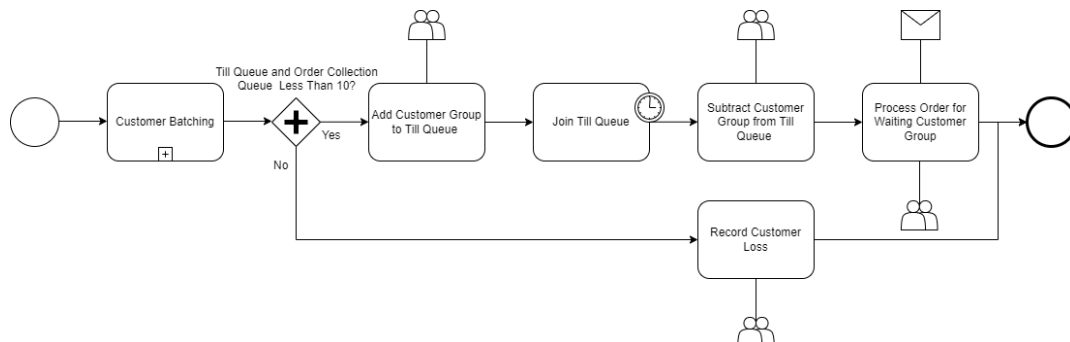 Till Queue and Order Collection
Queue Less Than 10?
Customer Batching
Yes
No
Add Customer Group
to Till Queue
Join Till Queue
Subtract Customer
Group from Till
Queue
Process Order for
Waiting Customer
Group
Record Customer
Loss